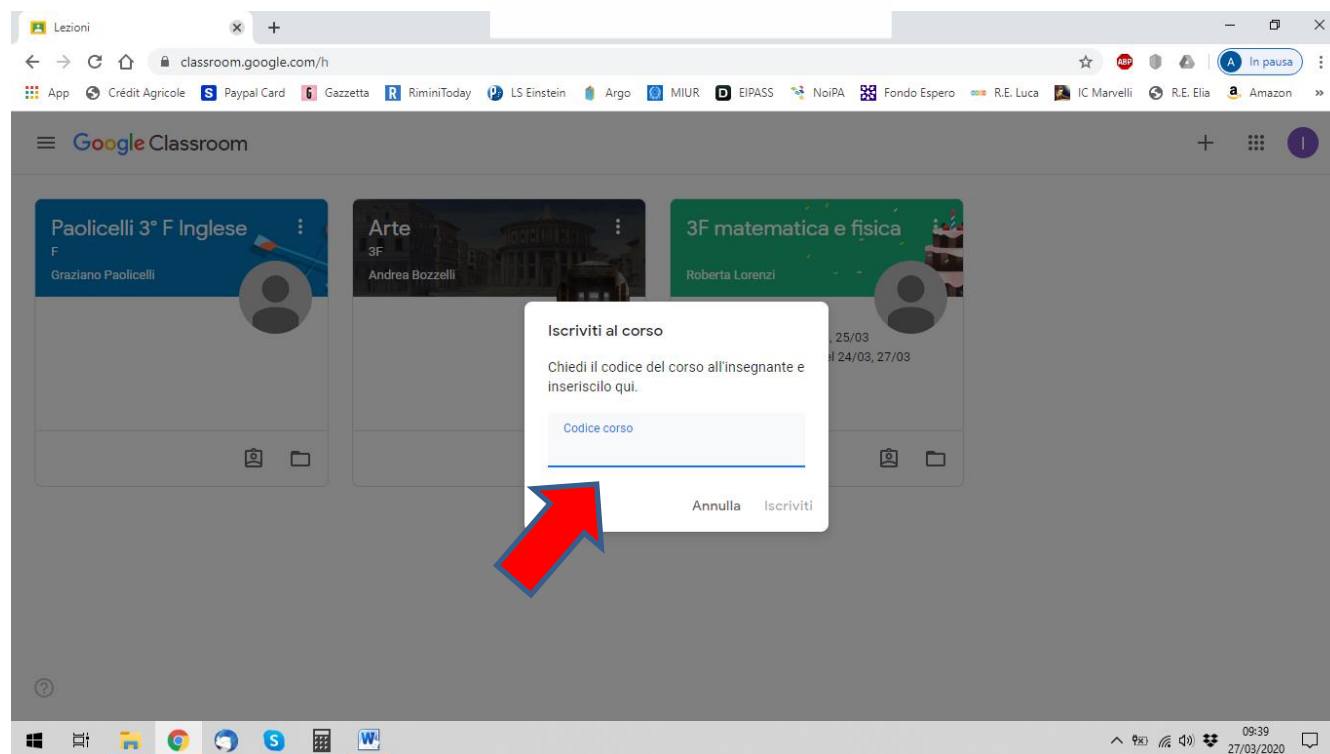 Lezioni
classroom.google.com/h
ABP
A In pausa
App Crédit Agricole S Paypal Card G Gazzetta R RiminiToday LS Einstein Argo MIUR D EIPASS NoiPA Fondo Espero R.E. Luca IC Marvelli R.E. Elia a Amazon »
Google Classroom
I
Paolicelli 3° F Inglese
F
Graziano Paolicelli
Arte
3F
Andrea Bozzelli
3F matematica e fisica
Roberta Lorenzi
, 25/03
el 24/03, 27/03
Iscriviti al corso
Chiedi il codice del corso all'insegnante e
inseriscilo qui.
Codice corso
Annulla Iscriviti
S W
09:39
27/03/2020